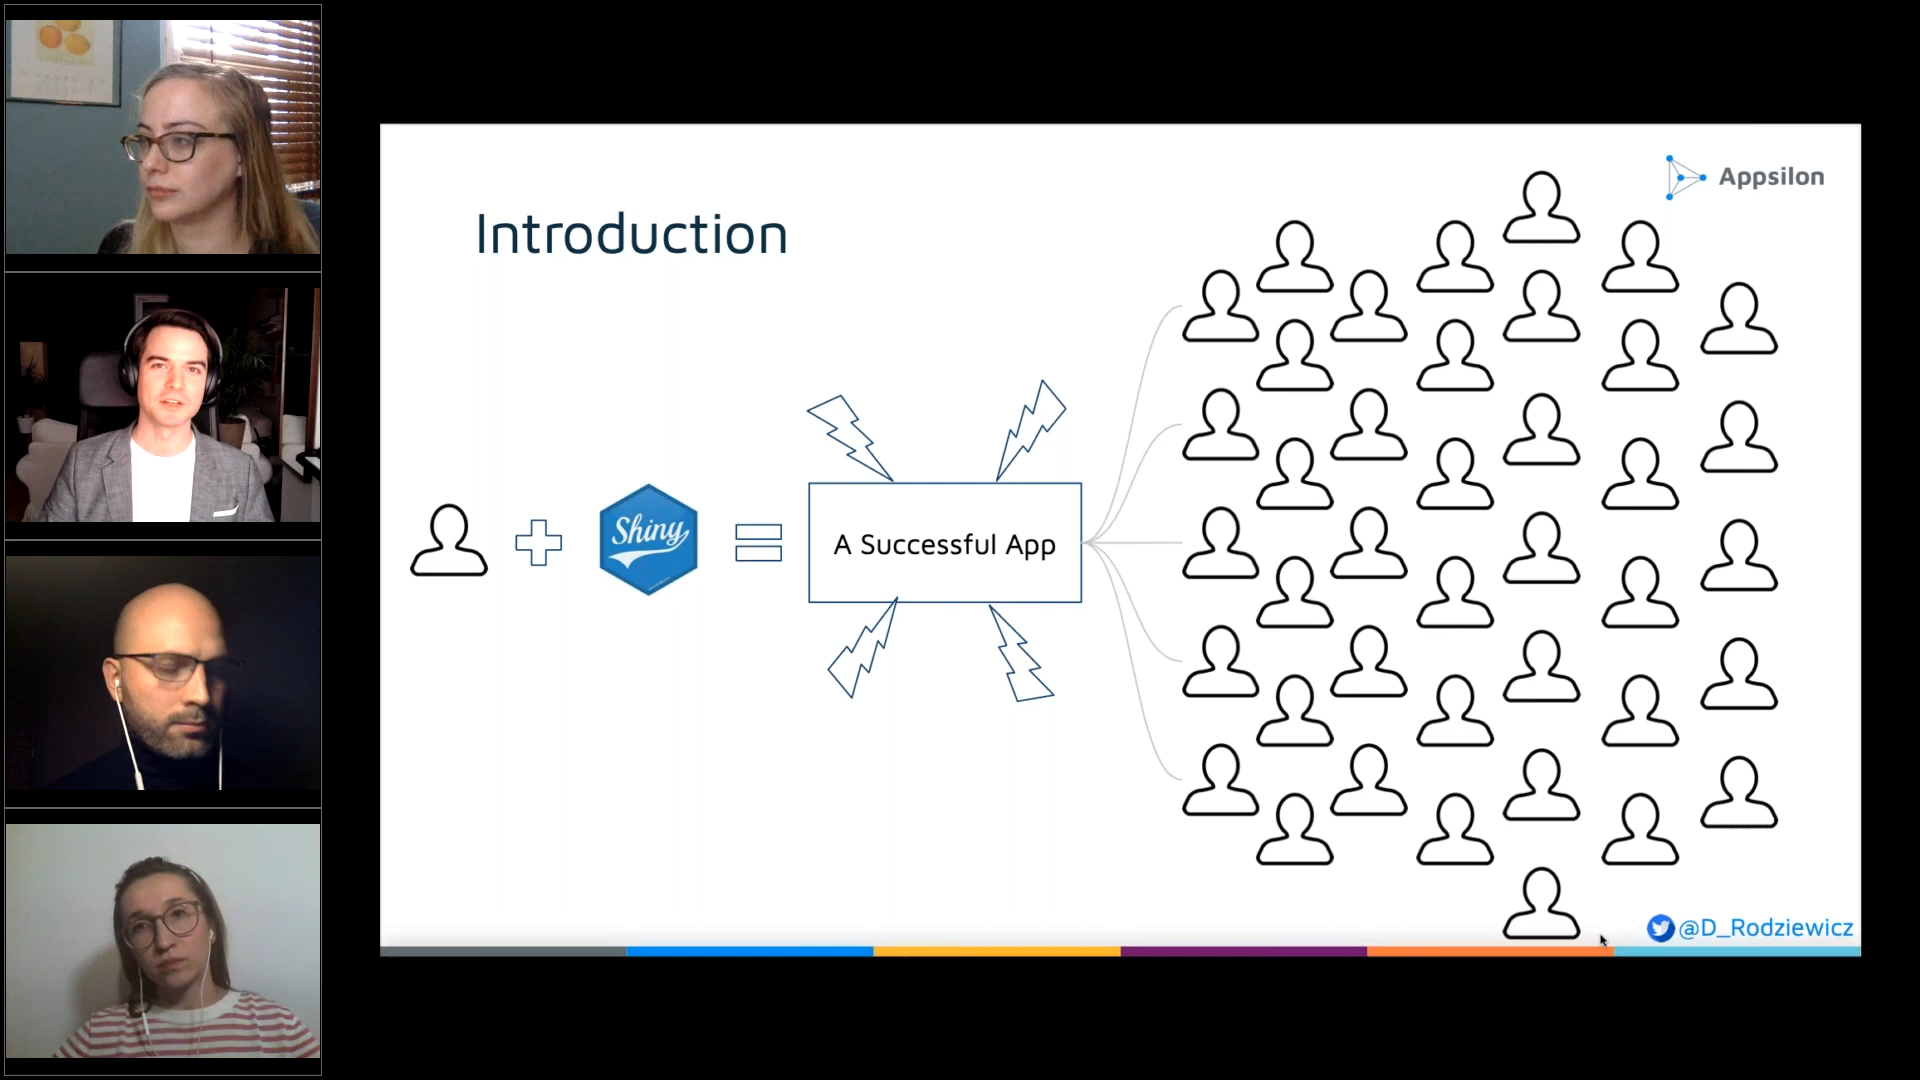 Appsilon
Introduction
Shiny
A Successful App
@D_Rodziewicz